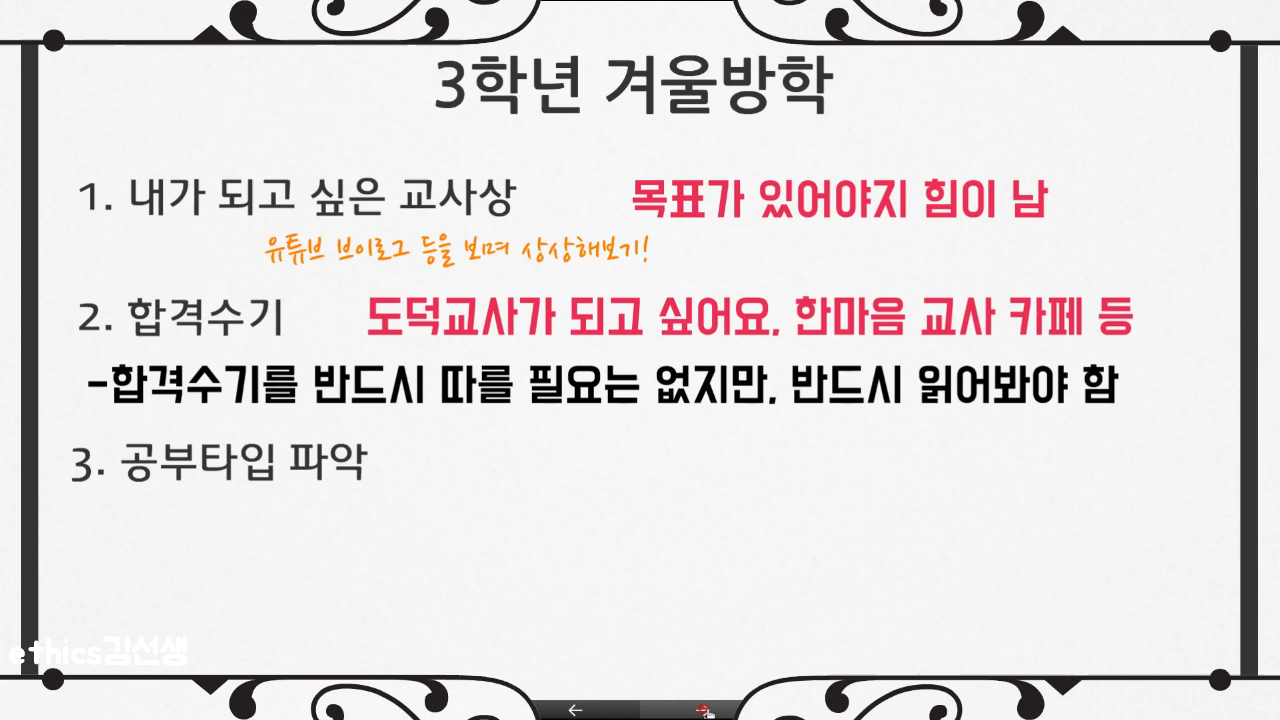 3학년 겨울방학
1. 내가 되고 싶은 교사상 목표가 있어야지 힘이 남
유튜브 브이로그 등을 보며 상상해보기!
2. 합격수기 도덕교사가 되고 싶어요, 한마음 교사 카페 등
-합격수기를 반드시 따를 필요는 없지만, 반드시 읽어봐야 함
3. 공부타입 파악
ethics김선생